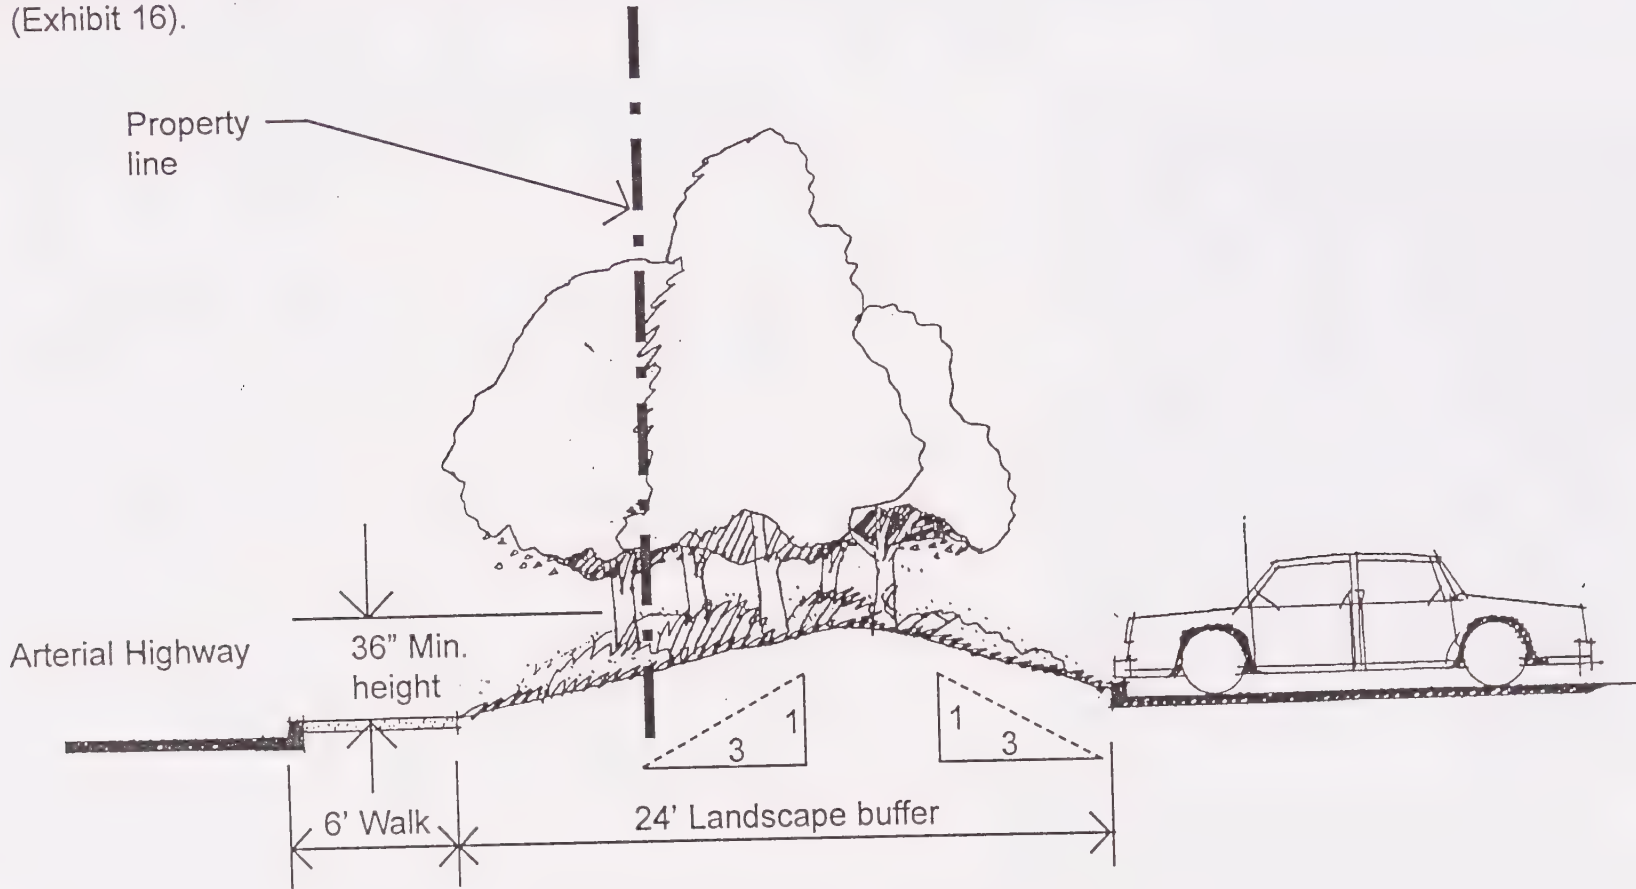 (Exhibit 16).
Property
line
Arterial Highway
36” Min.
height
1
3
1
3
6’ Walk
24’ Landscape buffer